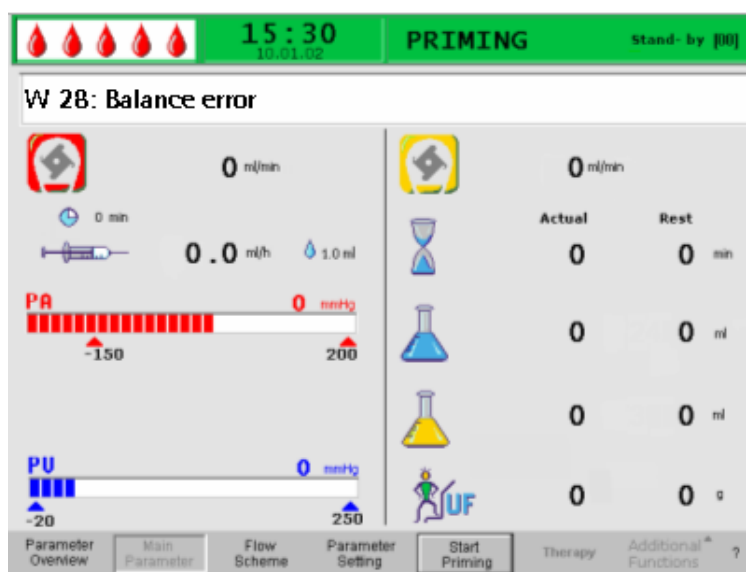 15:30 PRIMING Stand- by |00|
10.01.02
W 28: Balance error
0 ml/min
0 ml/min
0 min
0.0 ml/h 1.0 ml
PA 0 mmHg
-150 200
PV 0 mmHg
-20 250
Actual Rest
0 0 min
0 0 ml
0 0 ml
UF 0 0 g
Parameter Overview
Main Parameter
Flow Scheme
Parameter Setting
Start Priming
Therapy
Additional Functions
?